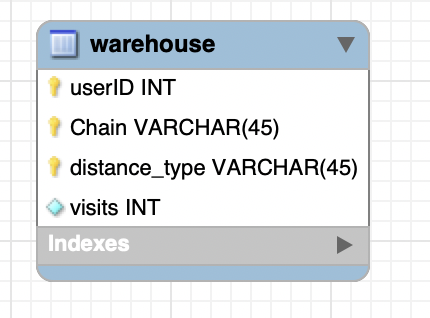 warehouse
userID INT
Chain VARCHAR(45)
distance_type VARCHAR(45)
visits INT
Indexes